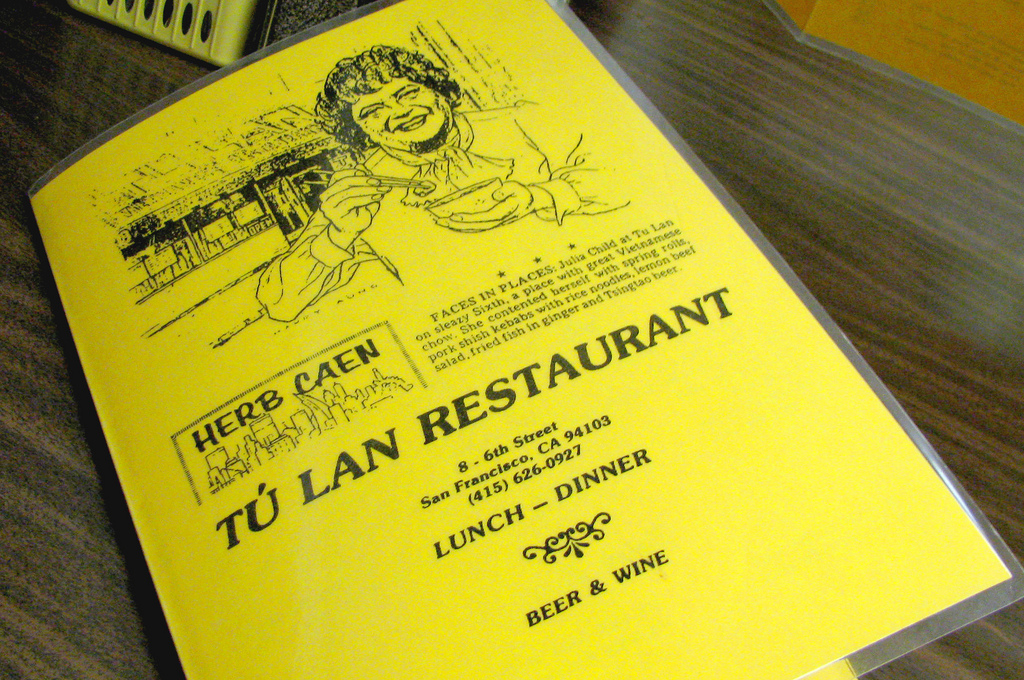 OPEN
★ ★ ★
FACES IN PLACES: Julia Child at Tu Lan
on sleazy Sixth, a place with great Vietnamese
chow. She contented herself with spring rolls,
pork shish kebabs with rice noodles, lemon beef
salad, fried fish in ginger and Tsingtao beer.
HERB CAEN
TÚ LAN RESTAURANT
8 - 6th Street
San Francisco, CA 94103
(415) 626-0927
LUNCH – DINNER
BEER & WINE